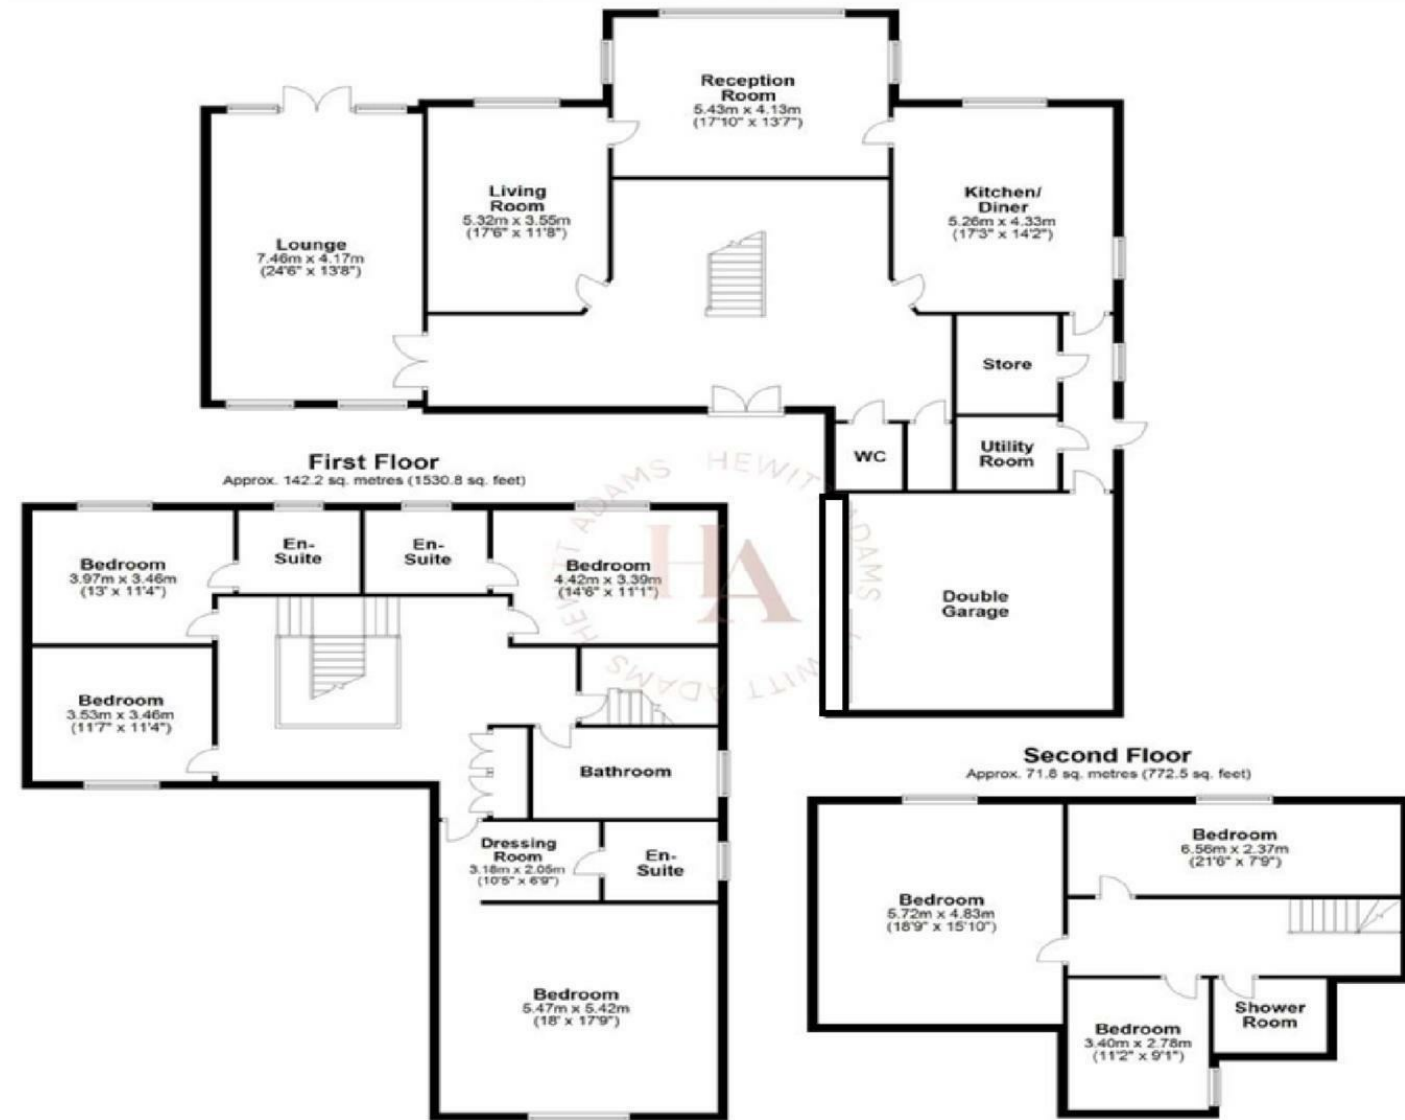 Reception
Room
5.43m x 4.13m
(17'10" x 13'7")
Living
Room
5.32m x 3.55m
(17'6" x 11'8")
Kitchen/
Diner
5.26m x 4.33m
(17'3" x 14'2")
Lounge
7.46m x 4.17m
(24'6" x 13'8")
Store
WC
Utility
Room
Double
Garage
First Floor
Approx. 142.2 sq. metres (1530.8 sq. feet)
Bedroom
3.97m x 3.46m
(13' x 11'4")
En-
Suite
En-
Suite
Bedroom
4.42m x 3.39m
(14'6" x 11'1")
Bedroom
3.53m x 3.46m
(11'7" x 11'4")
Bathroom
Dressing
Room
3.18m x 2.05m
(10'5" x 6'9")
En-
Suite
Bedroom
5.47m x 5.42m
(18' x 17'9")
Second Floor
Approx. 71.8 sq. metres (772.5 sq. feet)
Bedroom
6.56m x 2.37m
(21'6" x 7'9")
Bedroom
5.72m x 4.83m
(18'9" x 15'10")
Bedroom
3.40m x 2.78m
(11'2" x 9'1")
Shower
Room
HEWITT ADAMS
HEWITT ADAMS
HEWITT ADAMS
HA